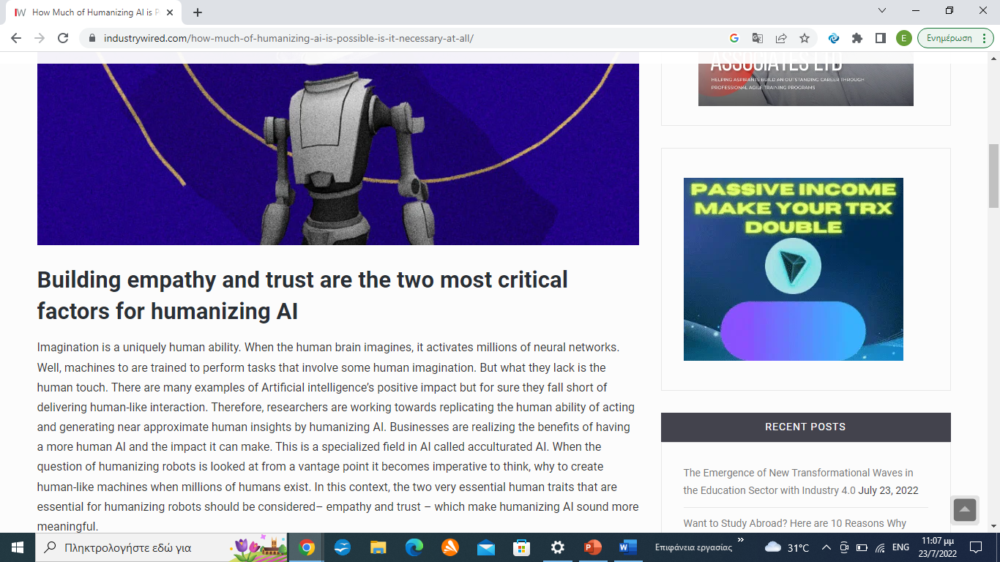 How Much of Humanizing AI is P
industrywired.com/how-much-of-humanizing-ai-is-possible-is-it-necessary-at-all/
E
Ενημέρωση
ASSOCIATES LTD
HELPING ASPIRANTS BUILD AN OUTSTANDING CAREER THROUGH
PROFESSIONAL AGILE TRAINING PROGRAMS
PASSIVE INCOME
MAKE YOUR TRX
DOUBLE
Building empathy and trust are the two most critical
factors for humanizing AI
Imagination is a uniquely human ability. When the human brain imagines, it activates millions of neural networks.
Well, machines to are trained to perform tasks that involve some human imagination. But what they lack is the
human touch. There are many examples of Artificial intelligence’s positive impact but for sure they fall short of
delivering human-like interaction. Therefore, researchers are working towards replicating the human ability of acting
and generating near approximate human insights by humanizing AI. Businesses are realizing the benefits of having
a more human AI and the impact it can make. This is a specialized field in AI called acculturated AI. When the
question of humanizing robots is looked at from a vantage point it becomes imperative to think, why to create
human-like machines when millions of humans exist. In this context, the two very essential human traits that are
essential for humanizing robots should be considered– empathy and trust – which make humanizing AI sound more
meaningful.
RECENT POSTS
The Emergence of New Transformational Waves in
the Education Sector with Industry 4.0 July 23, 2022
Want to Study Abroad? Here are 10 Reasons Why
Πληκτρολογήστε εδώ για
Επιφάνεια εργασίας
31°C
ENG
11:07 μμ
23/7/2022